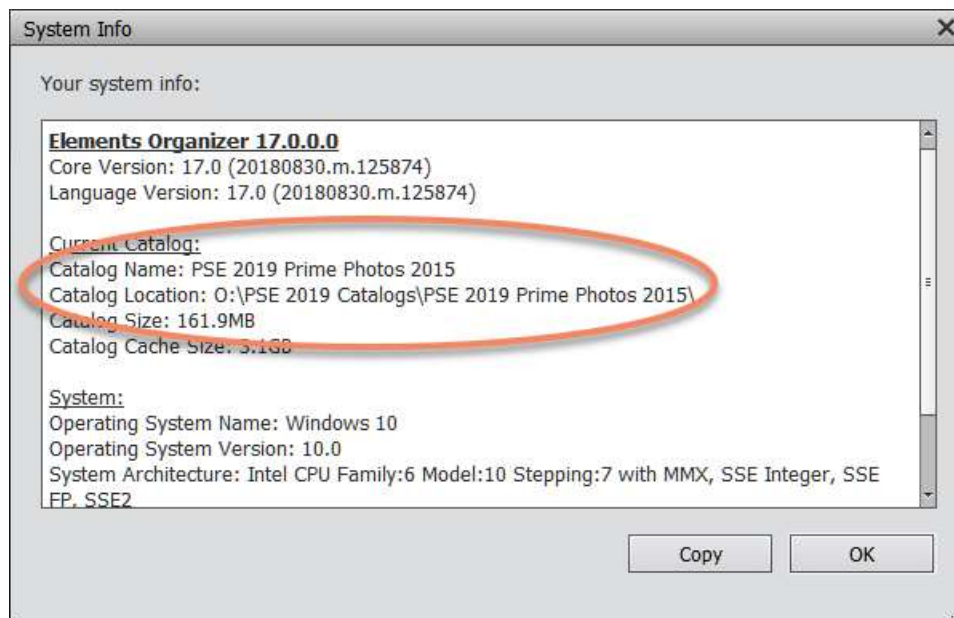 System Info
Your system info:
Elements Organizer 17.0.0.0
Core Version: 17.0 (20180830.m.125874)
Language Version: 17.0 (20180830.m.125874)
Current Catalog:
Catalog Name: PSE 2019 Prime Photos 2015
Catalog Location: O:\PSE 2019 Catalogs\PSE 2019 Prime Photos 2015\
Catalog Size: 161.9MB
Catalog Cache Size: 3.1GB
System:
Operating System Name: Windows 10
Operating System Version: 10.0
System Architecture: Intel CPU Family:6 Model:10 Stepping:7 with MMX, SSE Integer, SSE
FP, SSE2
Copy OK